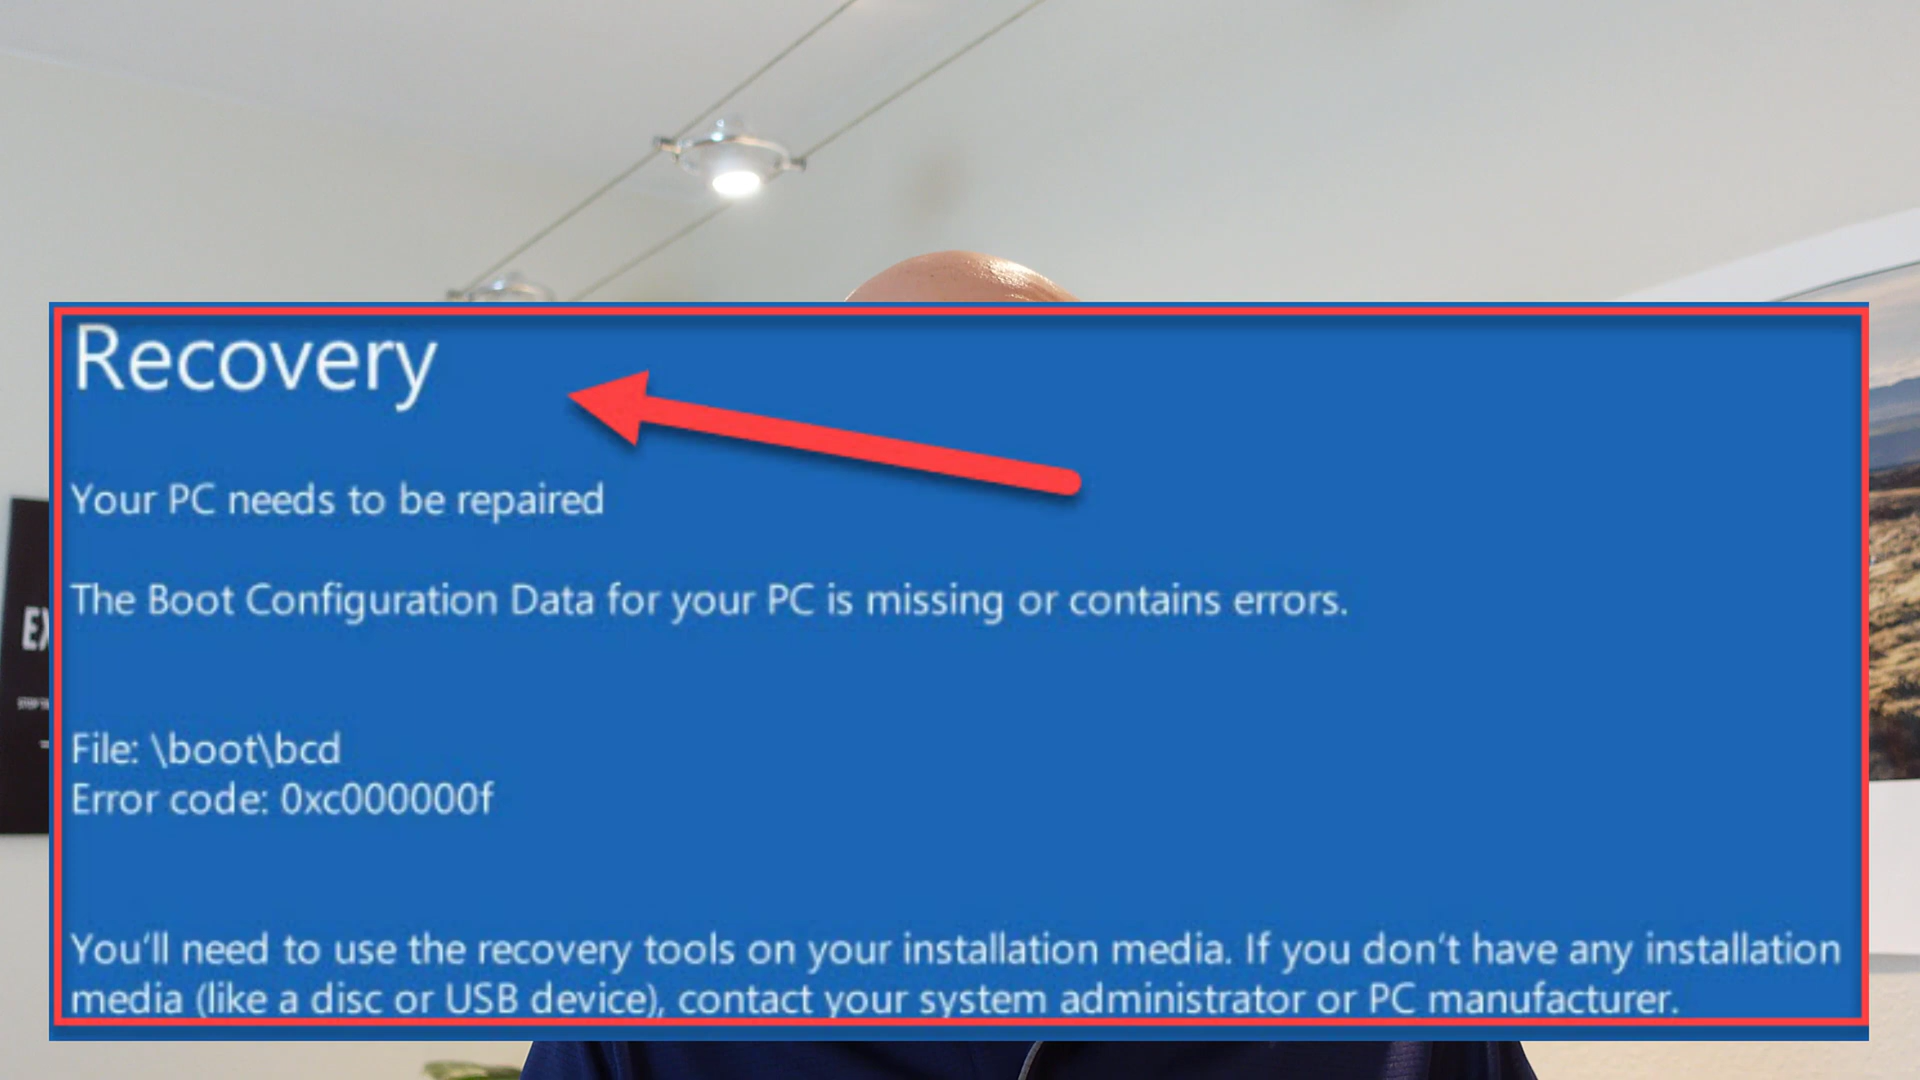 Recovery
Your PC needs to be repaired
The Boot Configuration Data for your PC is missing or contains errors.
File: \boot\bcd
Error code: 0xc000000f
You'll need to use the recovery tools on your installation media. If you don't have any installation
media (like a disc or USB device), contact your system administrator or PC manufacturer.